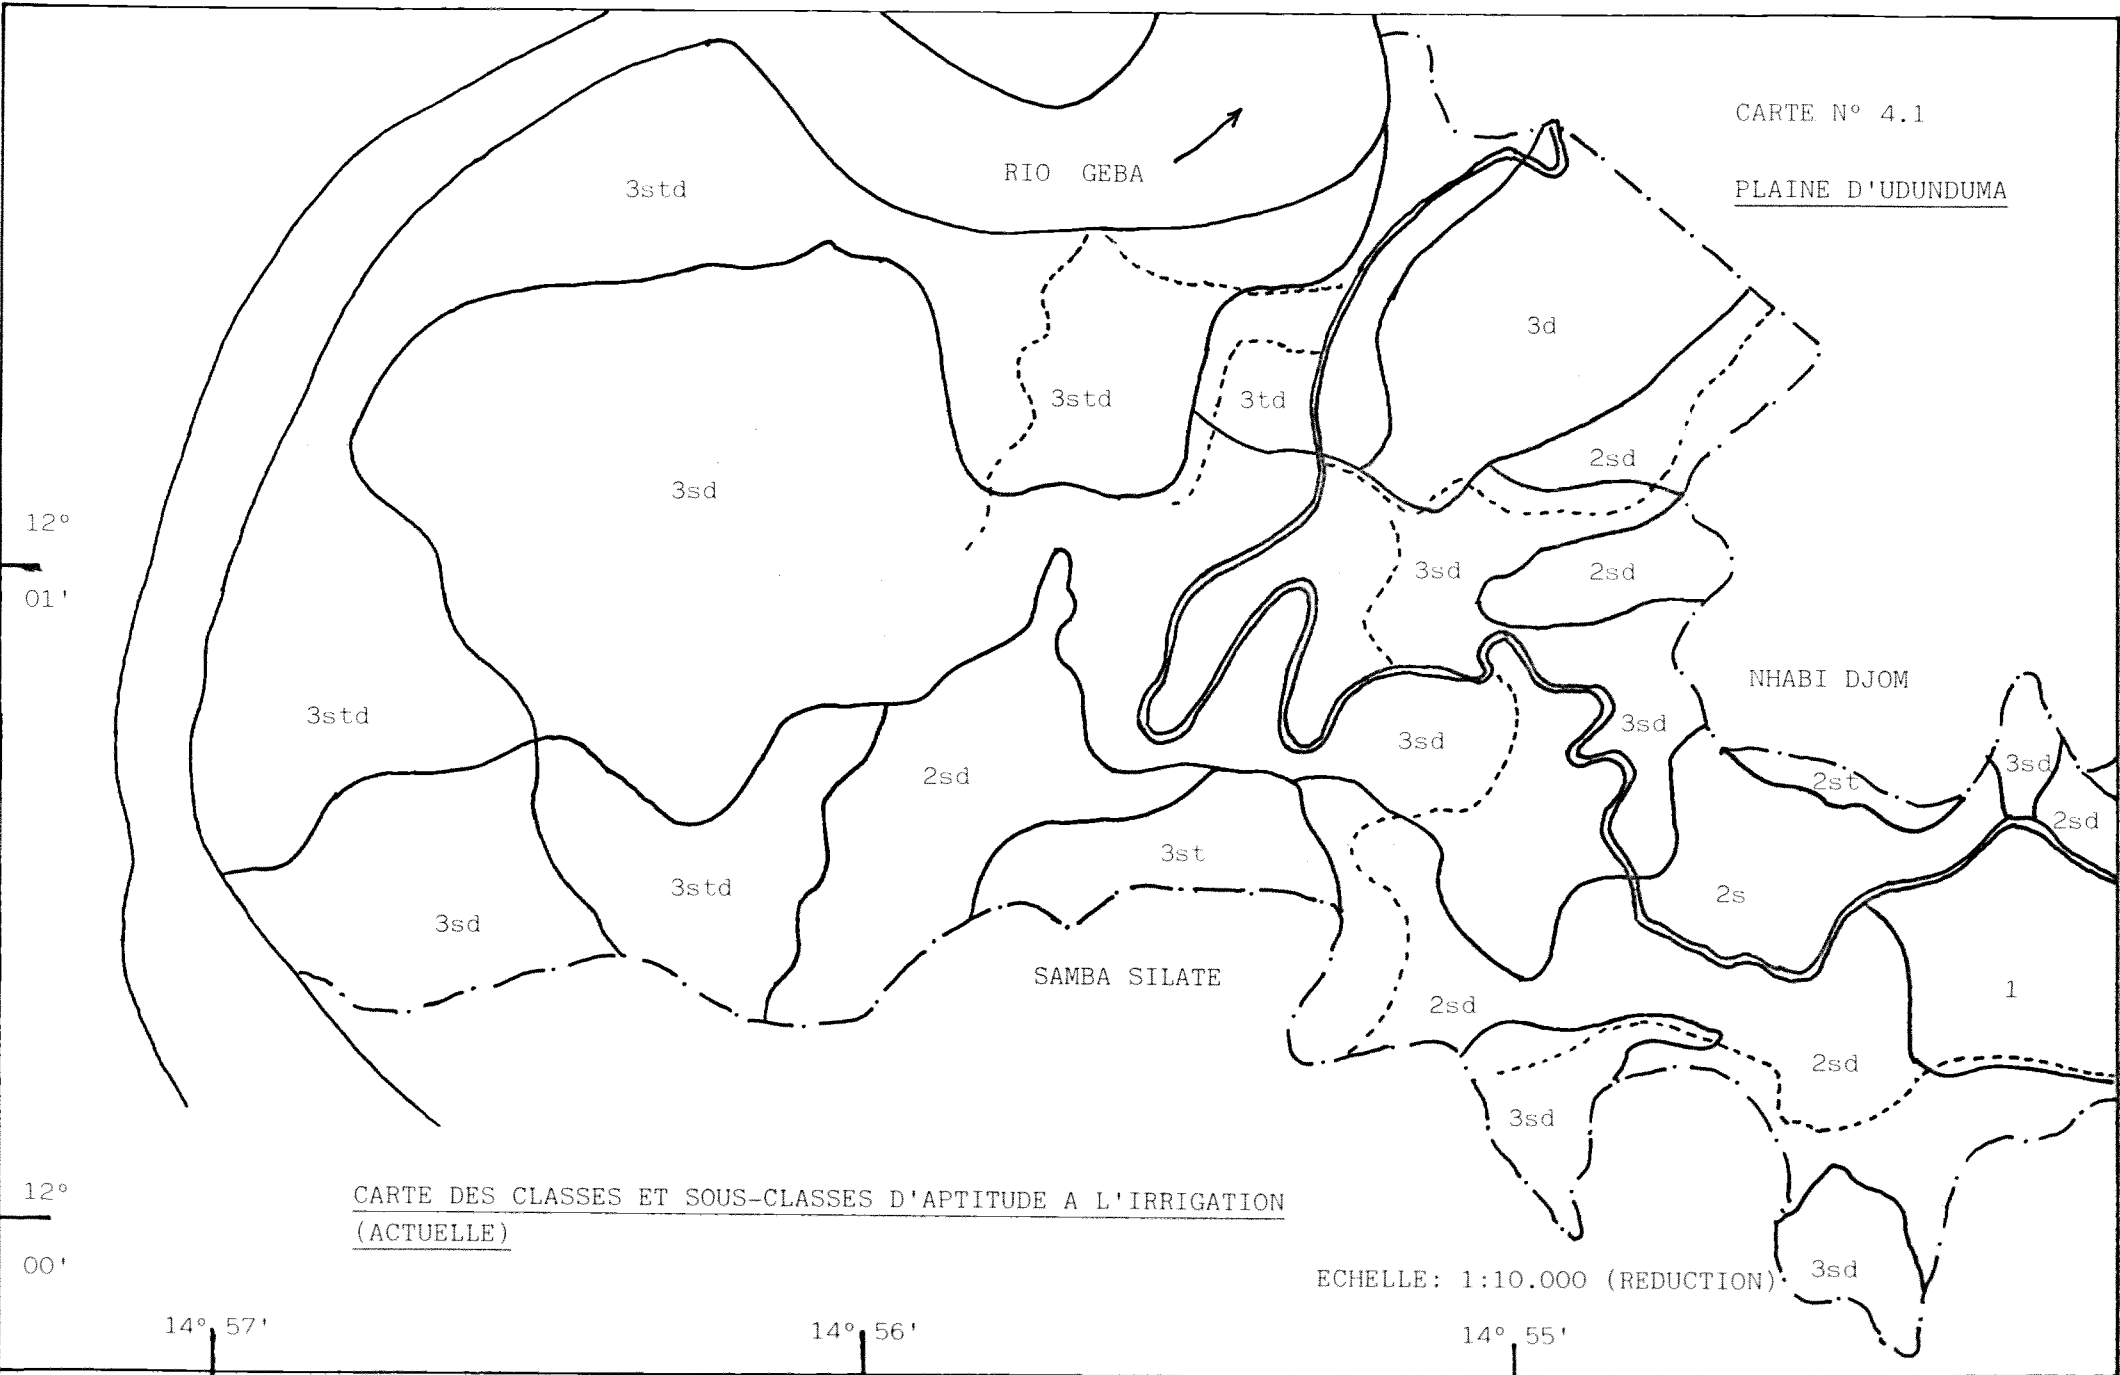 CARTE Nº 4.1
RIO GEBA
3std
PLAINE D'UDUNDUMA
3d
3std
3td
2sd
3sd
12°
01'
3sd
2sd
NHABI DJOM
3std
3sd
3sd
2sd
3sd
2st
2sd
3st
3std
2s
3sd
SAMBA SILATE
1
2sd
2sd
3sd
12°
00'
CARTE DES CLASSES ET SOUS-CLASSES D'APTITUDE A L'IRRIGATION
(ACTUELLE)
3sd
ECHELLE: 1:10.000 (REDUCTION)
14° 57'
14° 56'
14° 55'